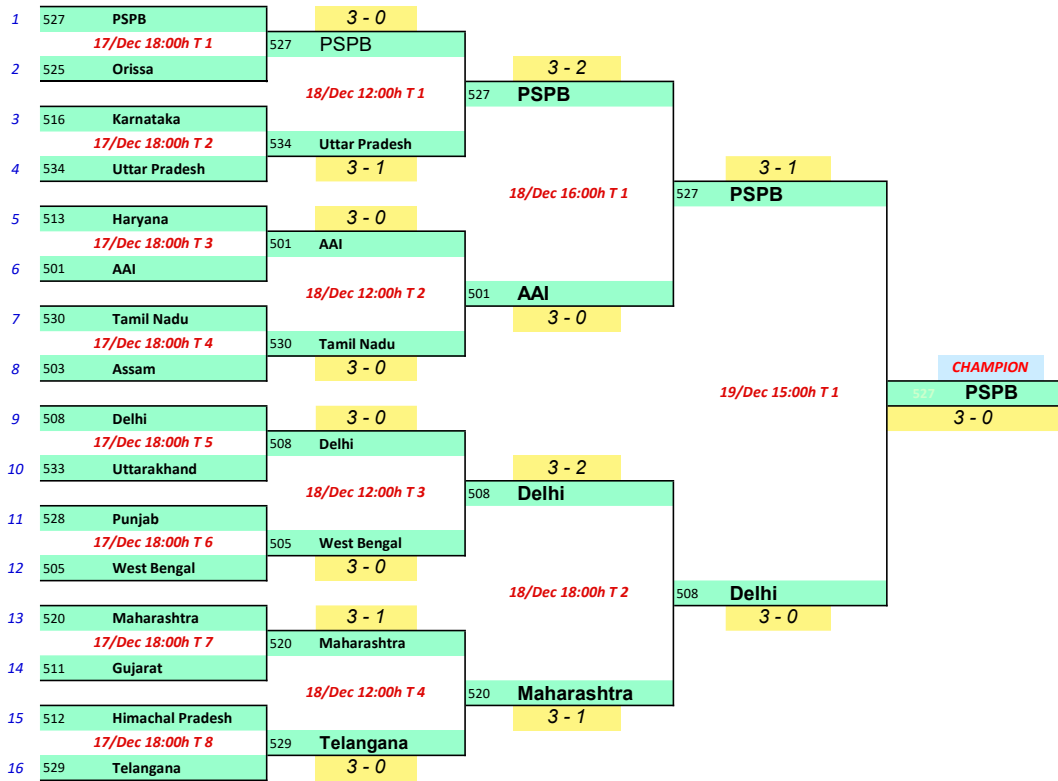 1 527 PSPB 3 - 0
17/Dec 18:00h T 1 527 PSPB
2 525 Orissa 3 - 2
18/Dec 12:00h T 1 527 PSPB
3 516 Karnataka
17/Dec 18:00h T 2 534 Uttar Pradesh
4 534 Uttar Pradesh 3 - 1 3 - 1
18/Dec 16:00h T 1 527 PSPB
5 513 Haryana 3 - 0
17/Dec 18:00h T 3 501 AAI
6 501 AAI
18/Dec 12:00h T 2 501 AAI
7 530 Tamil Nadu 3 - 0
17/Dec 18:00h T 4 530 Tamil Nadu
8 503 Assam 3 - 0 CHAMPION
19/Dec 15:00h T 1 527 PSPB
9 508 Delhi 3 - 0 3 - 0
17/Dec 18:00h T 5 508 Delhi
10 533 Uttarakhand 3 - 2
18/Dec 12:00h T 3 508 Delhi
11 528 Punjab
17/Dec 18:00h T 6 505 West Bengal
12 505 West Bengal 3 - 0
18/Dec 18:00h T 2 508 Delhi
13 520 Maharashtra 3 - 1 3 - 0
17/Dec 18:00h T 7 520 Maharashtra
14 511 Gujarat
18/Dec 12:00h T 4 520 Maharashtra
15 512 Himachal Pradesh 3 - 1
17/Dec 18:00h T 8 529 Telangana
16 529 Telangana 3 - 0